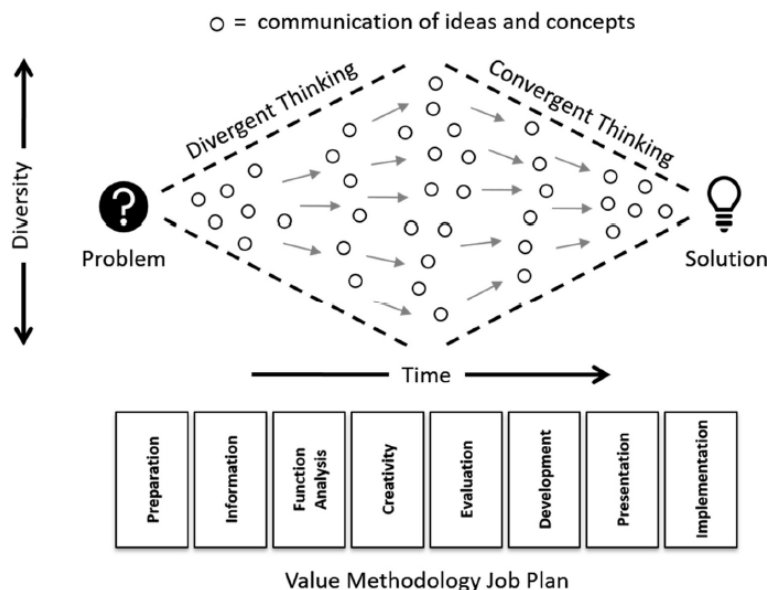 O = communication of ideas and concepts
Divergent Thinking
Convergent Thinking
Diversity
?
Problem
Solution
Time
Preparation
Information
Function
Analysis
Creativity
Evaluation
Development
Presentation
Implementation
Value Methodology Job Plan